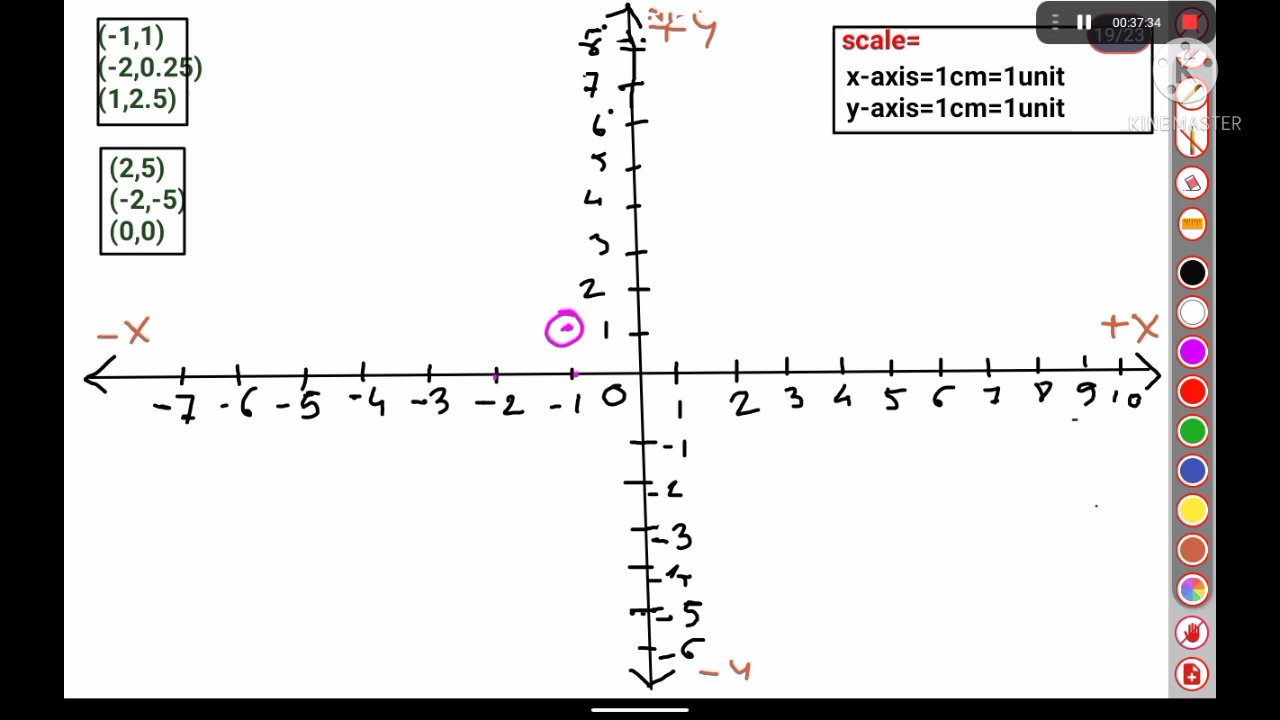 (-1,1)
(-2,0.25)
(1,2.5)
(2,5)
(-2,-5)
(0,0)
+y
8
7
6
5
4
3
2
1
00:37:34
19/23
scale=
x-axis=1cm=1unit
y-axis=1cm=1unit
K
KINEMASTER
-X
+X
-7 -6 -5 -4 -3 -2 -1 0 1 2 3 4 5 6 7 8 9 10
-1
-2
-3
-4
-5
-6
-y